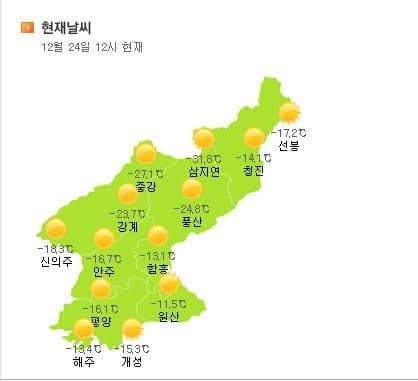 현재날씨
12월 24일 12시 현재
-17.2℃
선봉
-31.8℃
삼지연
-14.1℃
청진
-27.1℃
중강
-24.8℃
풍산
-23.7℃
강계
-18.3℃
신의주
-16.7℃
안주
-13.1℃
함흥
-11.5℃
원산
-16.1℃
평양
-13.4℃
해주
-15.3℃
개성